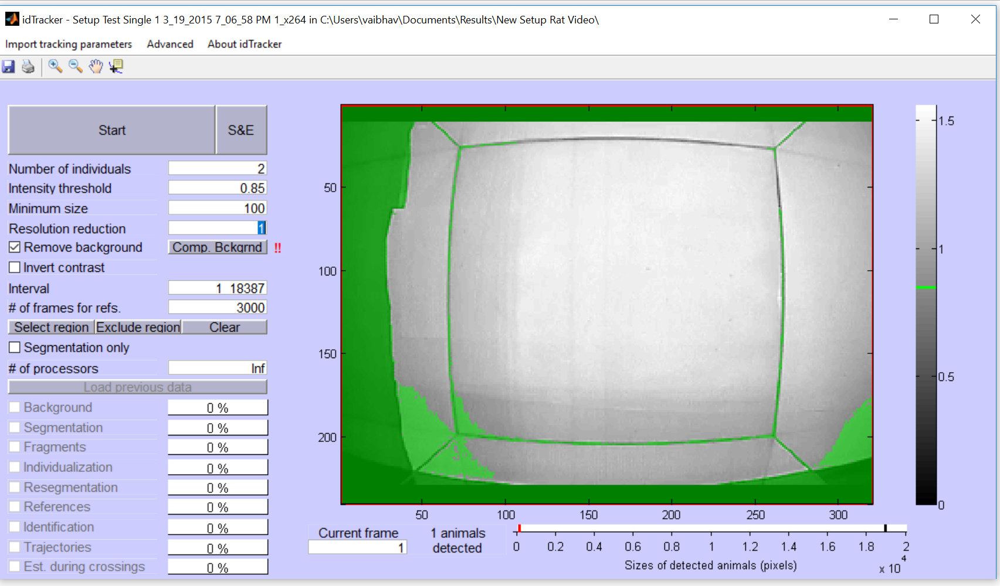 idTracker - Setup Test Single 1 3_19_2015 7_06_58 PM 1_x264 in C:\Users\vaibhav\Documents\Results\New Setup Rat Video\
Import tracking parameters Advanced About idTracker
Start S&E
Number of individuals 2
Intensity threshold 0.85
Minimum size 100
Resolution reduction 1
Remove background Comp. Bckgrnd !!
Invert contrast
Interval 1 18387
# of frames for refs. 3000
Select region Exclude region Clear
Segmentation only
# of processors Inf
Load previous data
Background 0 %
Segmentation 0 %
Fragments 0 %
Individualization 0 %
Resegmentation 0 %
References 0 %
Identification 0 %
Trajectories 0 %
Est. during crossings 0 %
50
100
150
200
50 100 150 200 250 300
1.5
1
0.5
0
Current frame 1
1 animals
detected
0 0.2 0.4 0.6 0.8 1 1.2 1.4 1.6 1.8 2
Sizes of detected animals (pixels)
x 10^4